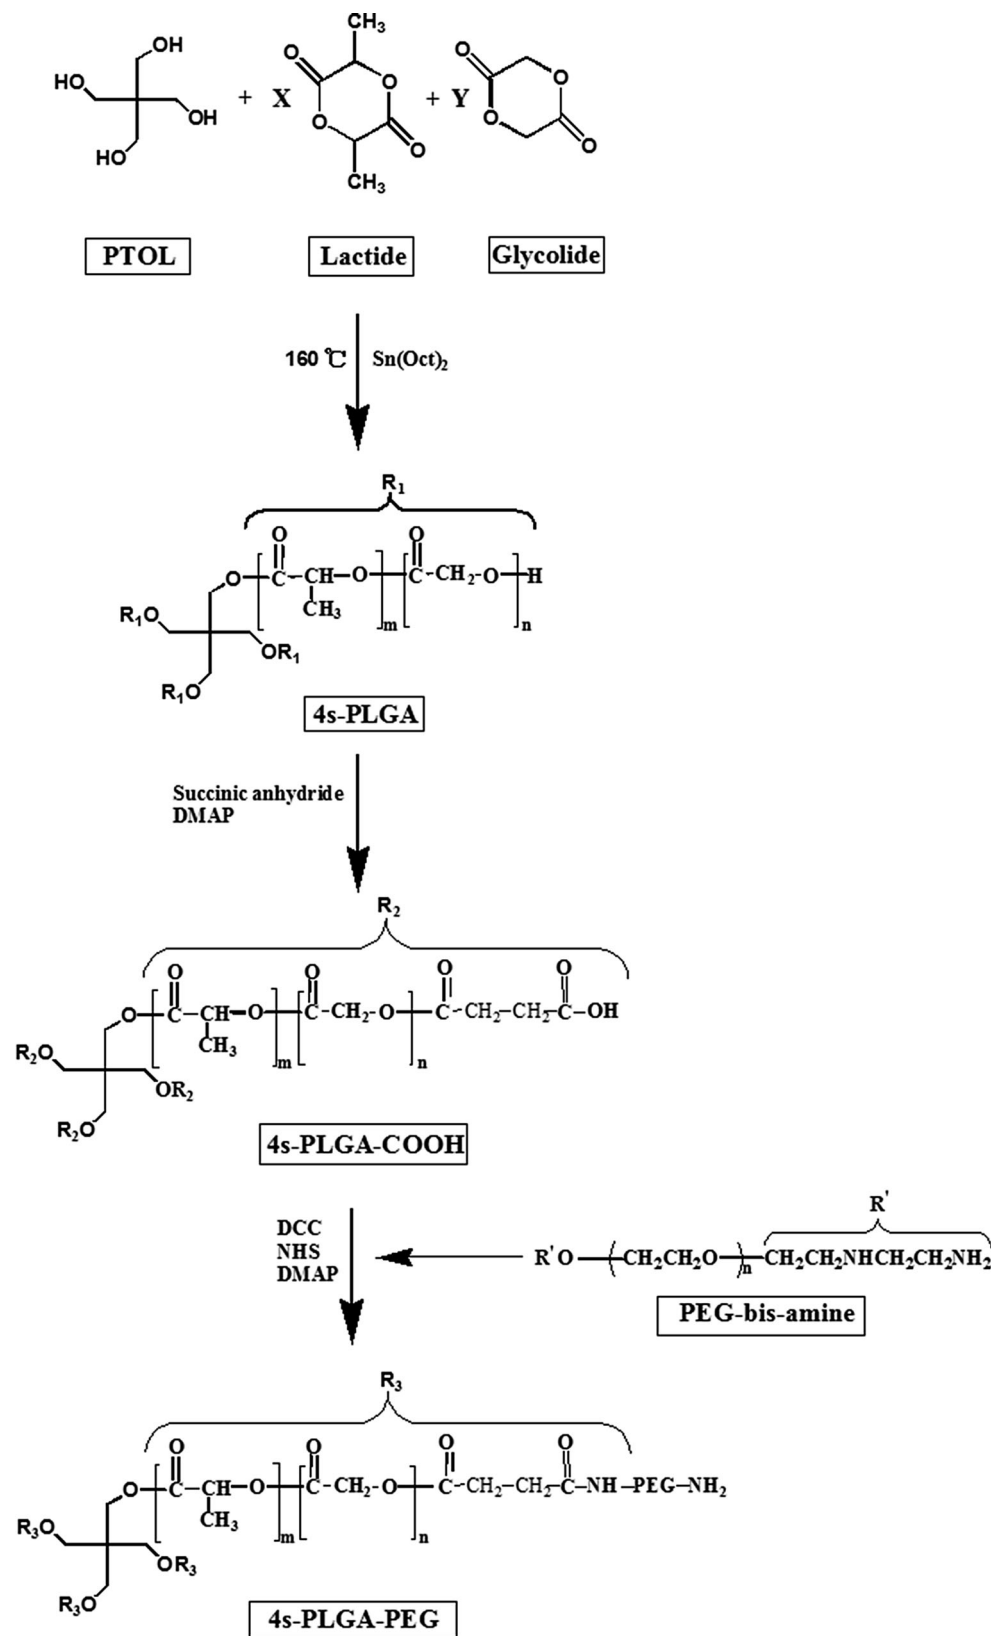 CH₃
OH
O
HO
O
+ X
+ Y
O
OH
O
O
O
HO
O
CH₃
PTOL
Lactide
Glycolide
160 ℃
Sn(Oct)₂
R₁
O
O
O
C
CH
O
C
CH₂
O
H
CH₃
m
n
R₁O
OR₁
R₁O
4s-PLGA
Succinic anhydride
DMAP
R₂
O
O
O
O
O
C
CH
O
C
CH₂
O
C
CH₂
CH₂
C
OH
CH₃
m
n
R₂O
OR₂
R₂O
4s-PLGA-COOH
DCC
NHS
DMAP
R'
R'O
(CH₂CH₂O)n
CH₂CH₂NHCH₂CH₂NH₂
PEG-bis-amine
R₃
O
O
O
O
O
C
CH
O
C
CH₂
O
C
CH₂
CH₂
C
NH
PEG
NH₂
CH₃
m
n
R₃O
OR₃
R₃O
4s-PLGA-PEG